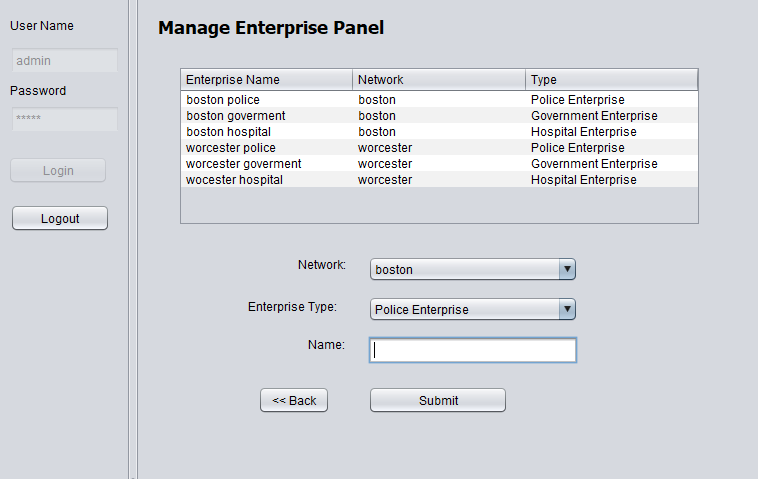 User Name
admin
Password
*****
Login
Logout
Manage Enterprise Panel
Enterprise Name Network Type
boston police boston Police Enterprise
boston goverment boston Government Enterprise
boston hospital boston Hospital Enterprise
worcester police worcester Police Enterprise
worcester goverment worcester Government Enterprise
wocester hospital worcester Hospital Enterprise
Network: boston
Enterprise Type: Police Enterprise
Name:
<< Back Submit